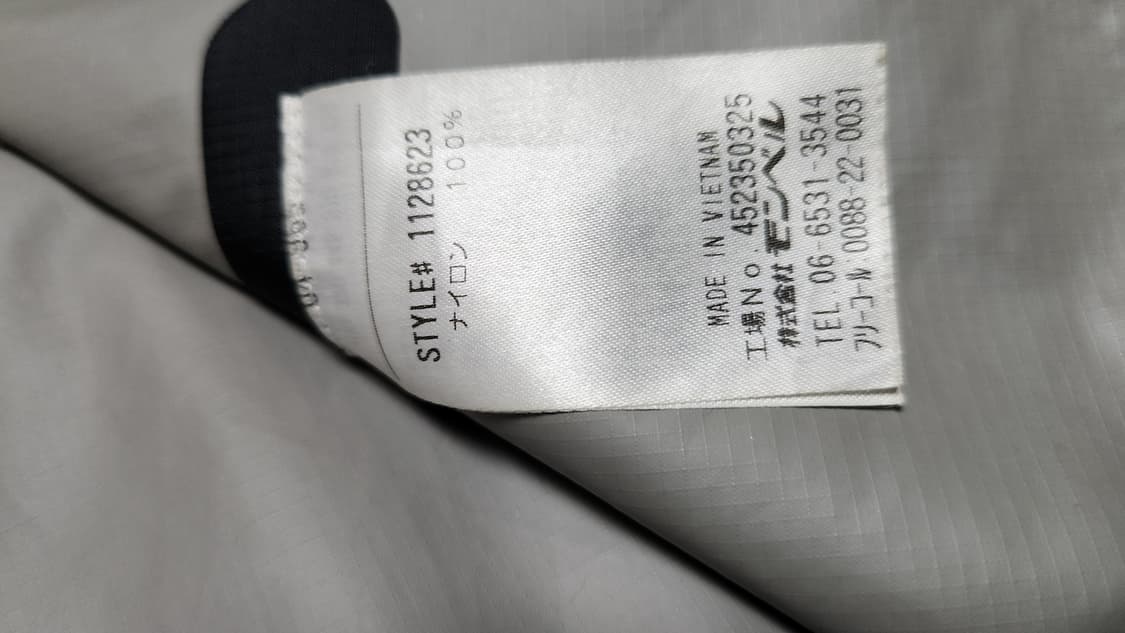 STYLE# 1128623
ナイロン 100%
MADE IN VIETNAM
工場No. 452350325
株式会社 モンベル
TEL 06-6531-3544
フリーコール 0088-22-0031